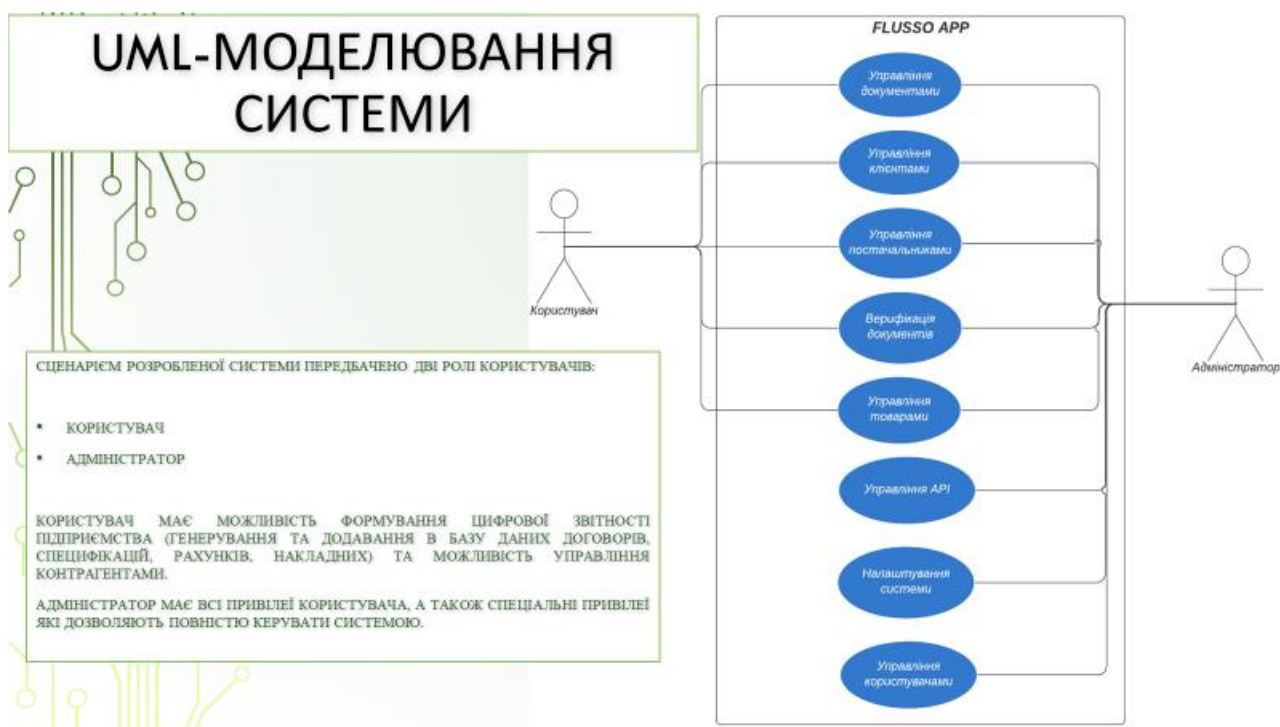 UML-МОДЕЛЮВАННЯ
СИСТЕМИ
СЦЕНАРІЄМ РОЗРОБЛЕНОЇ СИСТЕМИ ПЕРЕДБАЧЕНО ДВІ РОЛІ КОРИСТУВАЧІВ:
• КОРИСТУВАЧ
• АДМІНІСТРАТОР
КОРИСТУВАЧ МАЄ МОЖЛИВІСТЬ ФОРМУВАННЯ ЦИФРОВОЇ ЗВІТНОСТІ
ПІДПРИЄМСТВА (ГЕНЕРУВАННЯ ТА ДОДАВАННЯ В БАЗУ ДАНИХ ДОГОВОРІВ,
СПЕЦИФІКАЦІЙ, РАХУНКІВ, НАКЛАДНИХ) ТА МОЖЛИВІСТЬ УПРАВЛІННЯ
КОНТРАГЕНТАМИ.
АДМІНІСТРАТОР МАЄ ВСІ ПРИВІЛЕЇ КОРИСТУВАЧА, А ТАКОЖ СПЕЦІАЛЬНІ ПРИВІЛЕЇ
ЯКІ ДОЗВОЛЯЮТЬ ПОВНІСТЮ КЕРУВАТИ СИСТЕМОЮ.
FLUSSO APP
Користувач
Управління
документами
Управління
клієнтами
Управління
постачальниками
Верифікація
документів
Управління
товарами
Управління API
Налаштування
системи
Управління
користувачами
Адміністратор